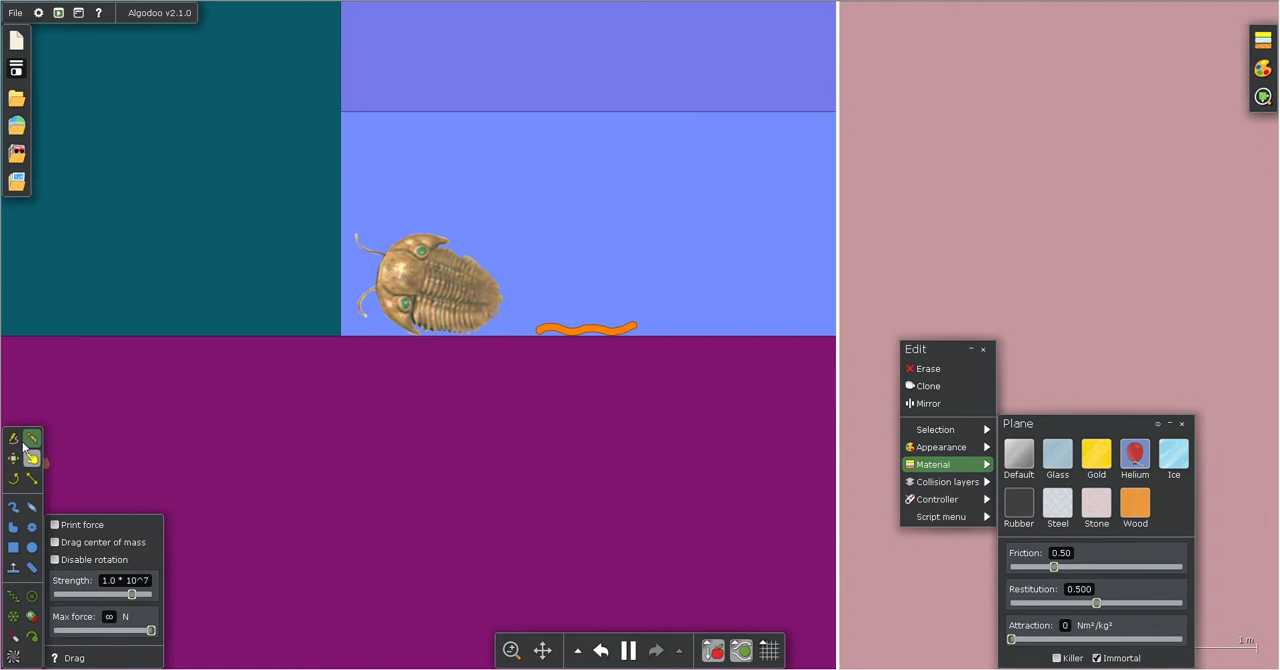 File ? Algodoo v2.1.0
Edit
Erase
Clone
Mirror
Selection
Appearance
Material
Collision layers
Controller
Script menu
Plane
Default Glass Gold Helium Ice
Rubber Steel Stone Wood
Friction: 0.50
Restitution: 0.500
Attraction: 0 Nm²/kg²
Killer Immortal
Print force
Drag center of mass
Disable rotation
Strength: 1.0 * 10^7
Max force: ∞ N
? Drag
1 m